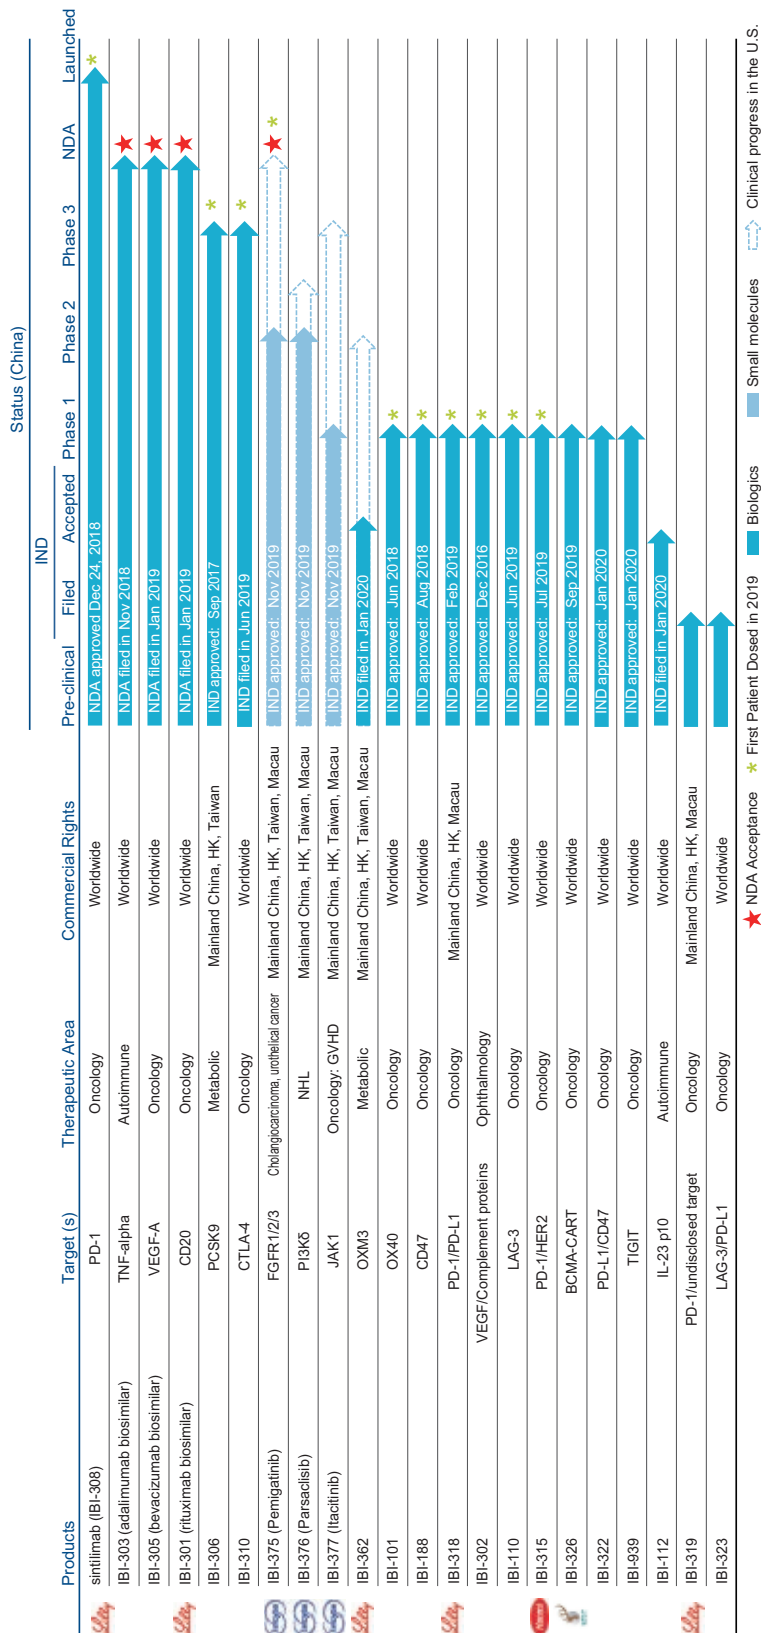 Status (China)
IND
Products Target (s) Therapeutic Area Commercial Rights Pre-clinical Filed Accepted Phase 1 Phase 2 Phase 3 NDA Launched
Lilly sintilimab (IBI-308) PD-1 Oncology Worldwide NDA approved Dec 24, 2018 *
IBI-303 (adalimumab biosimilar) TNF-alpha Autoimmune Worldwide NDA filed in Nov 2018
IBI-305 (bevacizumab biosimilar) VEGF-A Oncology Worldwide NDA filed in Jan 2019
Lilly IBI-301 (rituximab biosimilar) CD20 Oncology Worldwide NDA filed in Jan 2019
IBI-306 PCSK9 Metabolic Mainland China, HK, Taiwan IND approved: Sep 2017 *
IBI-310 CTLA-4 Oncology Worldwide IND filed in Jun 2019 *
IBI-375 (Pemigatinib) FGFR1/2/3 Cholangiocarcinoma, urothelical cancer Mainland China, HK, Taiwan, Macau IND approved: Nov 2019 *
IBI-376 (Parsaclisib) PI3Kδ NHL Mainland China, HK, Taiwan, Macau IND approved: Nov 2019
IBI-377 (Itacitinib) JAK1 Oncology: GVHD Mainland China, HK, Taiwan, Macau IND approved: Nov 2019
Lilly IBI-362 OXM3 Metabolic Mainland China, HK, Taiwan, Macau IND filed in Jan 2020
IBI-101 OX40 Oncology Worldwide IND approved: Jun 2018 *
IBI-188 CD47 Oncology Worldwide IND approved: Aug 2018 *
Lilly IBI-318 PD-1/PD-L1 Oncology Mainland China, HK, Macau IND approved: Feb 2019 *
IBI-302 VEGF/Complement proteins Ophthalmology Worldwide IND approved: Dec 2016 *
IBI-110 LAG-3 Oncology Worldwide IND approved: Jun 2019 *
IBI-315 PD-1/HER2 Oncology Worldwide IND approved: Jul 2019 *
IBI-326 BCMA-CART Oncology Worldwide IND approved: Sep 2019
IBI-322 PD-L1/CD47 Oncology Worldwide IND approved: Jan 2020
IBI-939 TIGIT Oncology Worldwide IND approved: Jan 2020
IBI-112 IL-23 p10 Autoimmune Worldwide IND filed in Jan 2020
Lilly IBI-319 PD-1/undisclosed target Oncology Mainland China, HK, Macau
IBI-323 LAG-3/PD-L1 Oncology Worldwide
NDA Acceptance * First Patient Dosed in 2019 Biologics Small molecules Clinical progress in the U.S.